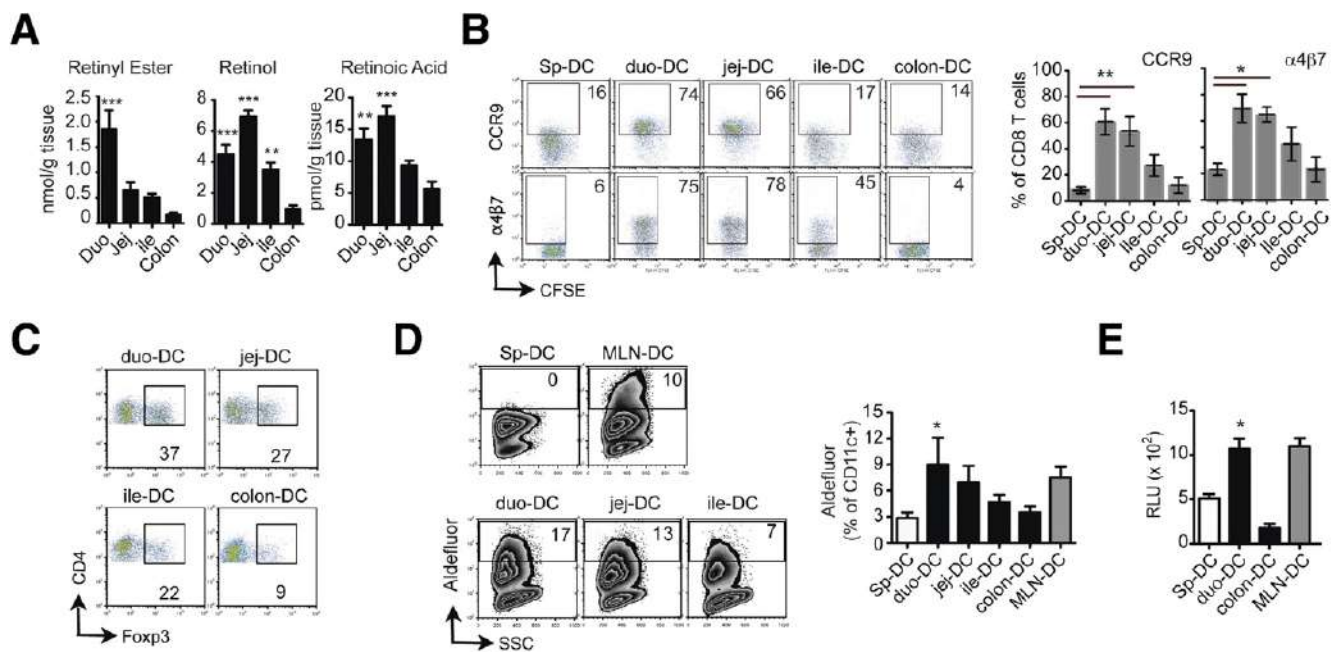 A
Retinyl Ester
Retinol
Retinoic Acid
nmol/g tissue
2.5
2.0
1.5
1.0
0.5
0.0
Duo
Jej
ile
Colon
***
8
6
4
2
0
Duo
Jej
ile
Colon
***
***
**
pmol/g tissue
20
15
10
5
0
Duo
Jej
ile
Colon
**
***
B
Sp-DC
duo-DC
jej-DC
ile-DC
colon-DC
CCR9
16
74
66
17
14
α4β7
6
75
78
45
4
CFSE
CCR9
α4β7
% of CD8 T cells
100
80
60
40
20
0
**
*
Sp-DC
duo-DC
jej-DC
ile-DC
colon-DC
Sp-DC
duo-DC
jej-DC
ile-DC
colon-DC
C
duo-DC
jej-DC
37
27
ile-DC
colon-DC
22
9
CD4
Foxp3
D
Sp-DC
MLN-DC
0
10
duo-DC
jej-DC
ile-DC
17
13
7
Aldefluor
SSC
Aldefluor
(% of CD11c+)
15
12
9
6
3
0
*
Sp-DC
duo-DC
jej-DC
ile-DC
colon-DC
MLN-DC
E
RLU (x 10²)
15
10
5
0
*
Sp-DC
duo-DC
colon-DC
MLN-DC